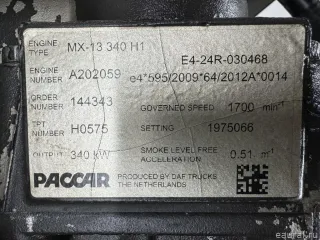 ENGINE TYPE MX-13 340 H1
E4-24R-030468
ENGINE NUMBER A202059 e4*595/2009*64/2012A*0014
ORDER NUMBER 144343 GOVERNED SPEED 1700 min⁻¹
TPT NUMBER H0575 SETTING 1975066
OUTPUT 340 kW SMOKE LEVEL FREE ACCELERATION 0.51 m⁻¹
PACCAR PRODUCED BY DAF TRUCKS
THE NETHERLANDS